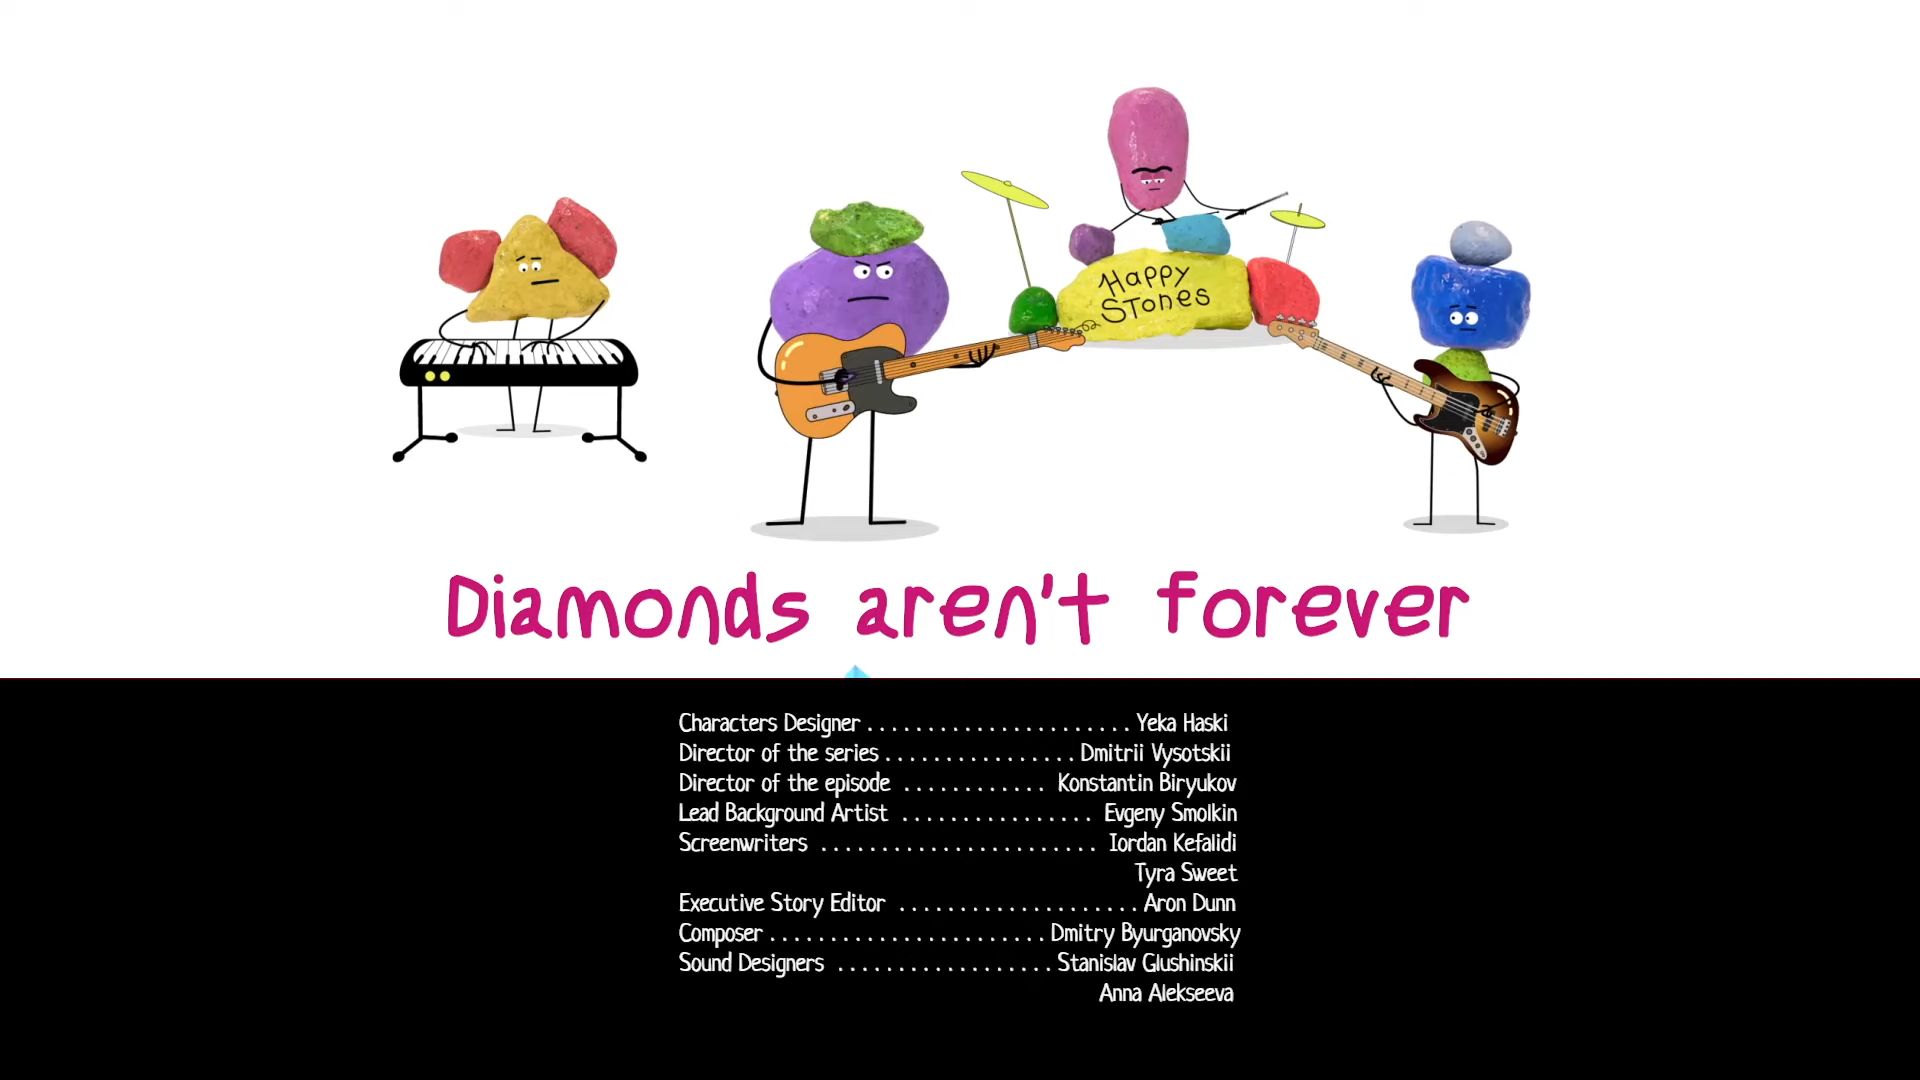 Happy
Stones
Diamonds aren't forever
Characters Designer . . . . . . . . . . . . . . . . . . . . . . Yeka Haski
Director of the series . . . . . . . . . . . . . . . . Dmitrii Vysotskii
Director of the episode . . . . . . . . . . . . Konstantin Biryukov
Lead Background Artist . . . . . . . . . . . . . . . . Evgeny Smolkin
Screenwriters . . . . . . . . . . . . . . . . . . . . . . . Iordan Kefalidi
Tyra Sweet
Executive Story Editor . . . . . . . . . . . . . . . . . . . . Aron Dunn
Composer . . . . . . . . . . . . . . . . . . . . . . . Dmitry Byurganovsky
Sound Designers . . . . . . . . . . . . . . . . . . Stanislav Glushinskii
Anna Alekseeva